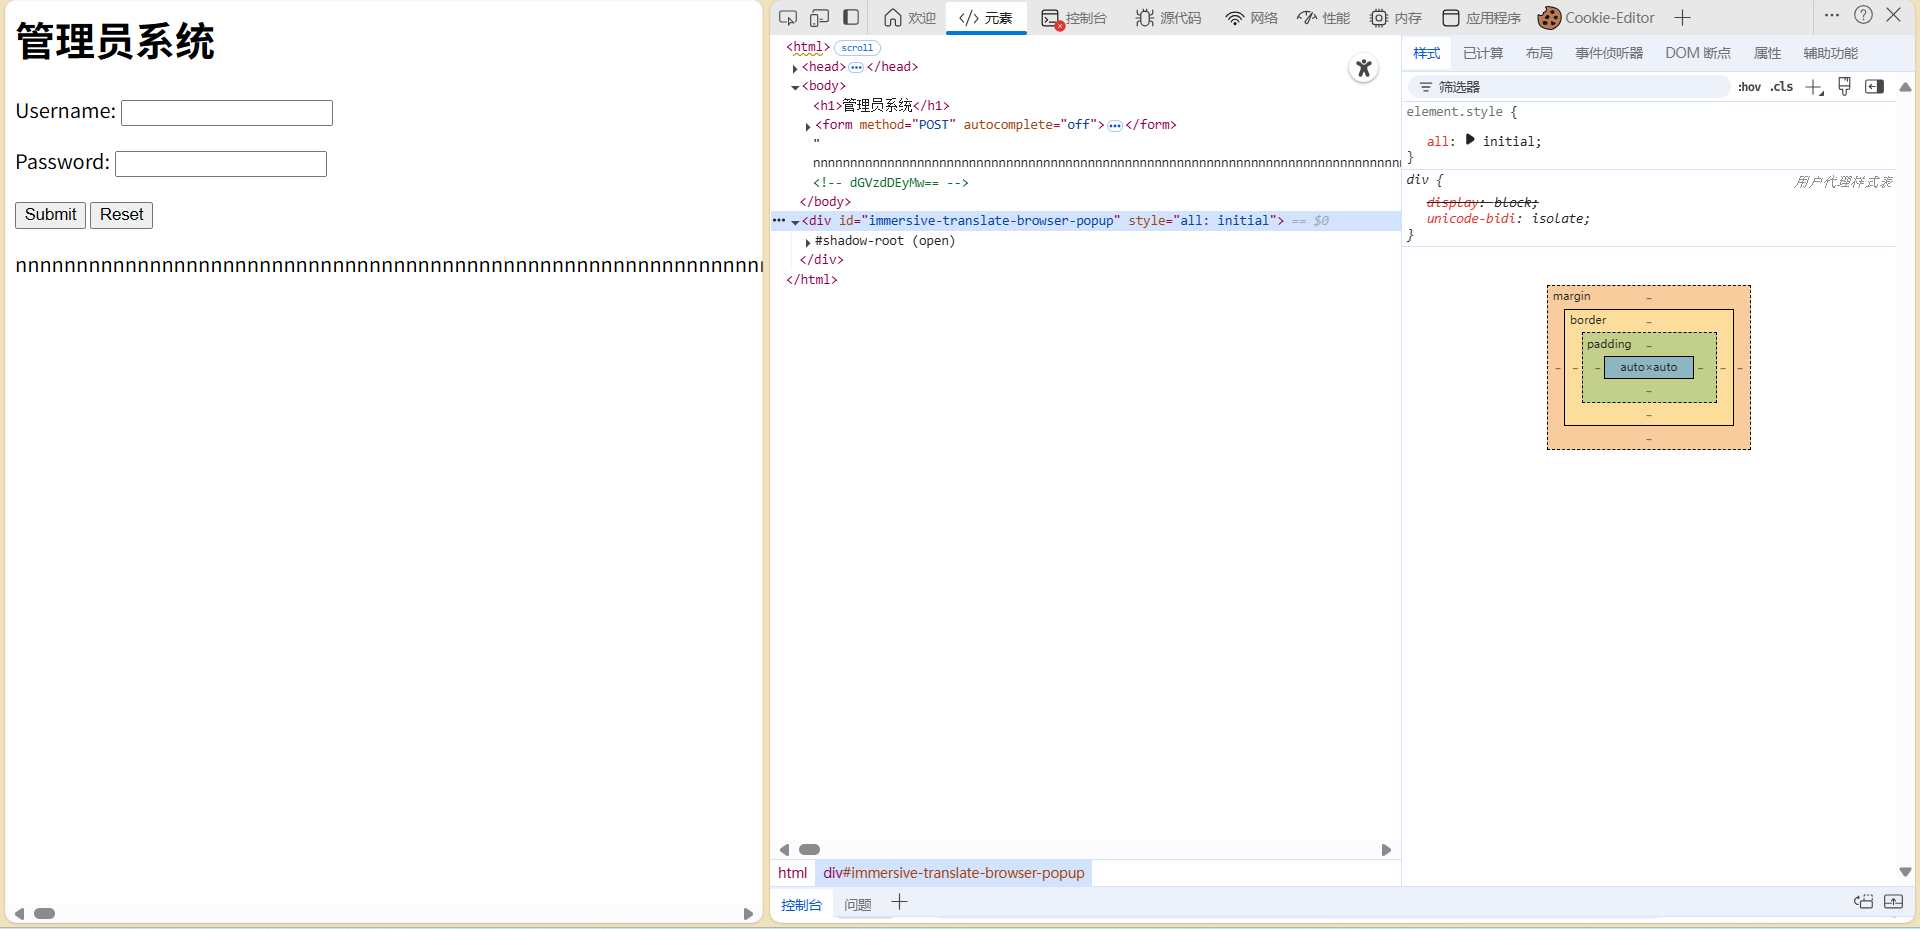 管理员系统
Username:
Password:
Submit Reset
欢迎 元素 控制台 源代码 网络 性能 内存 应用程序 Cookie-Editor
<html> scroll
<head> </head>
<body>
<h1>管理员系统</h1>
<form method="POST" autocomplete="off"> </form>
"
<!-- dGVzdDEyMw== -->
</body>
<div id="immersive-translate-browser-popup" style="all: initial"> == $0
#shadow-root (open)
</div>
</html>
html div#immersive-translate-browser-popup
控制台 问题
样式 已计算 布局 事件侦听器 DOM 断点 属性 辅助功能
筛选器 :hov .cls
element.style {
all: initial;
}
div { 用户代理样式表
display: block;
unicode-bidi: isolate;
}
margin
border
padding
auto×auto